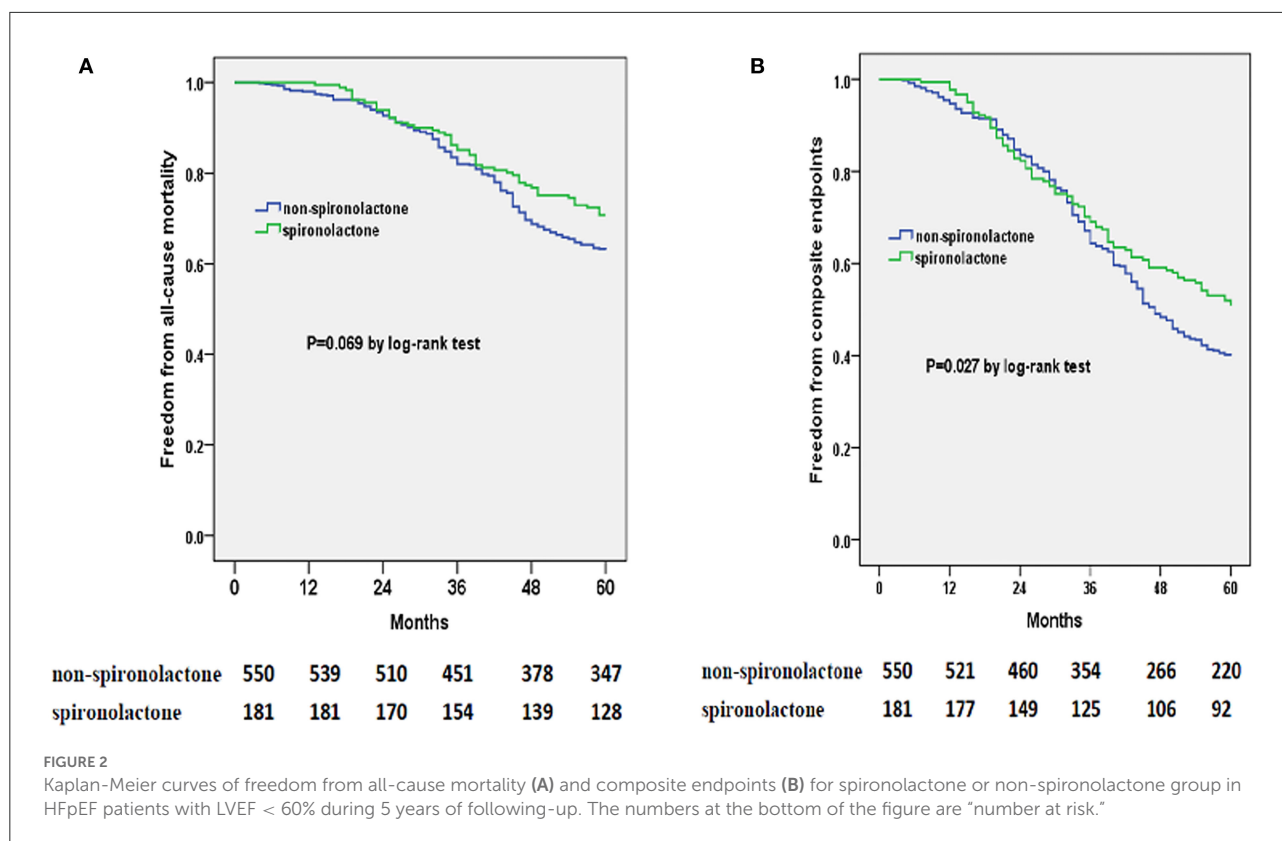 A
Freedom from all-cause mortality
1.0
0.8
0.6
0.4
0.2
0.0
non-spironolactone
spironolactone
P=0.069 by log-rank test
0 12 24 36 48 60
Months
non-spironolactone 550 539 510 451 378 347
spironolactone 181 181 170 154 139 128
B
Freedom from composite endpoints
1.0
0.8
0.6
0.4
0.2
0.0
non-spironolactone
spironolactone
P=0.027 by log-rank test
0 12 24 36 48 60
Months
non-spironolactone 550 521 460 354 266 220
spironolactone 181 177 149 125 106 92
FIGURE 2
Kaplan-Meier curves of freedom from all-cause mortality (A) and composite endpoints (B) for spironolactone or non-spironolactone group in
HFpEF patients with LVEF < 60% during 5 years of following-up. The numbers at the bottom of the figure are “number at risk.”